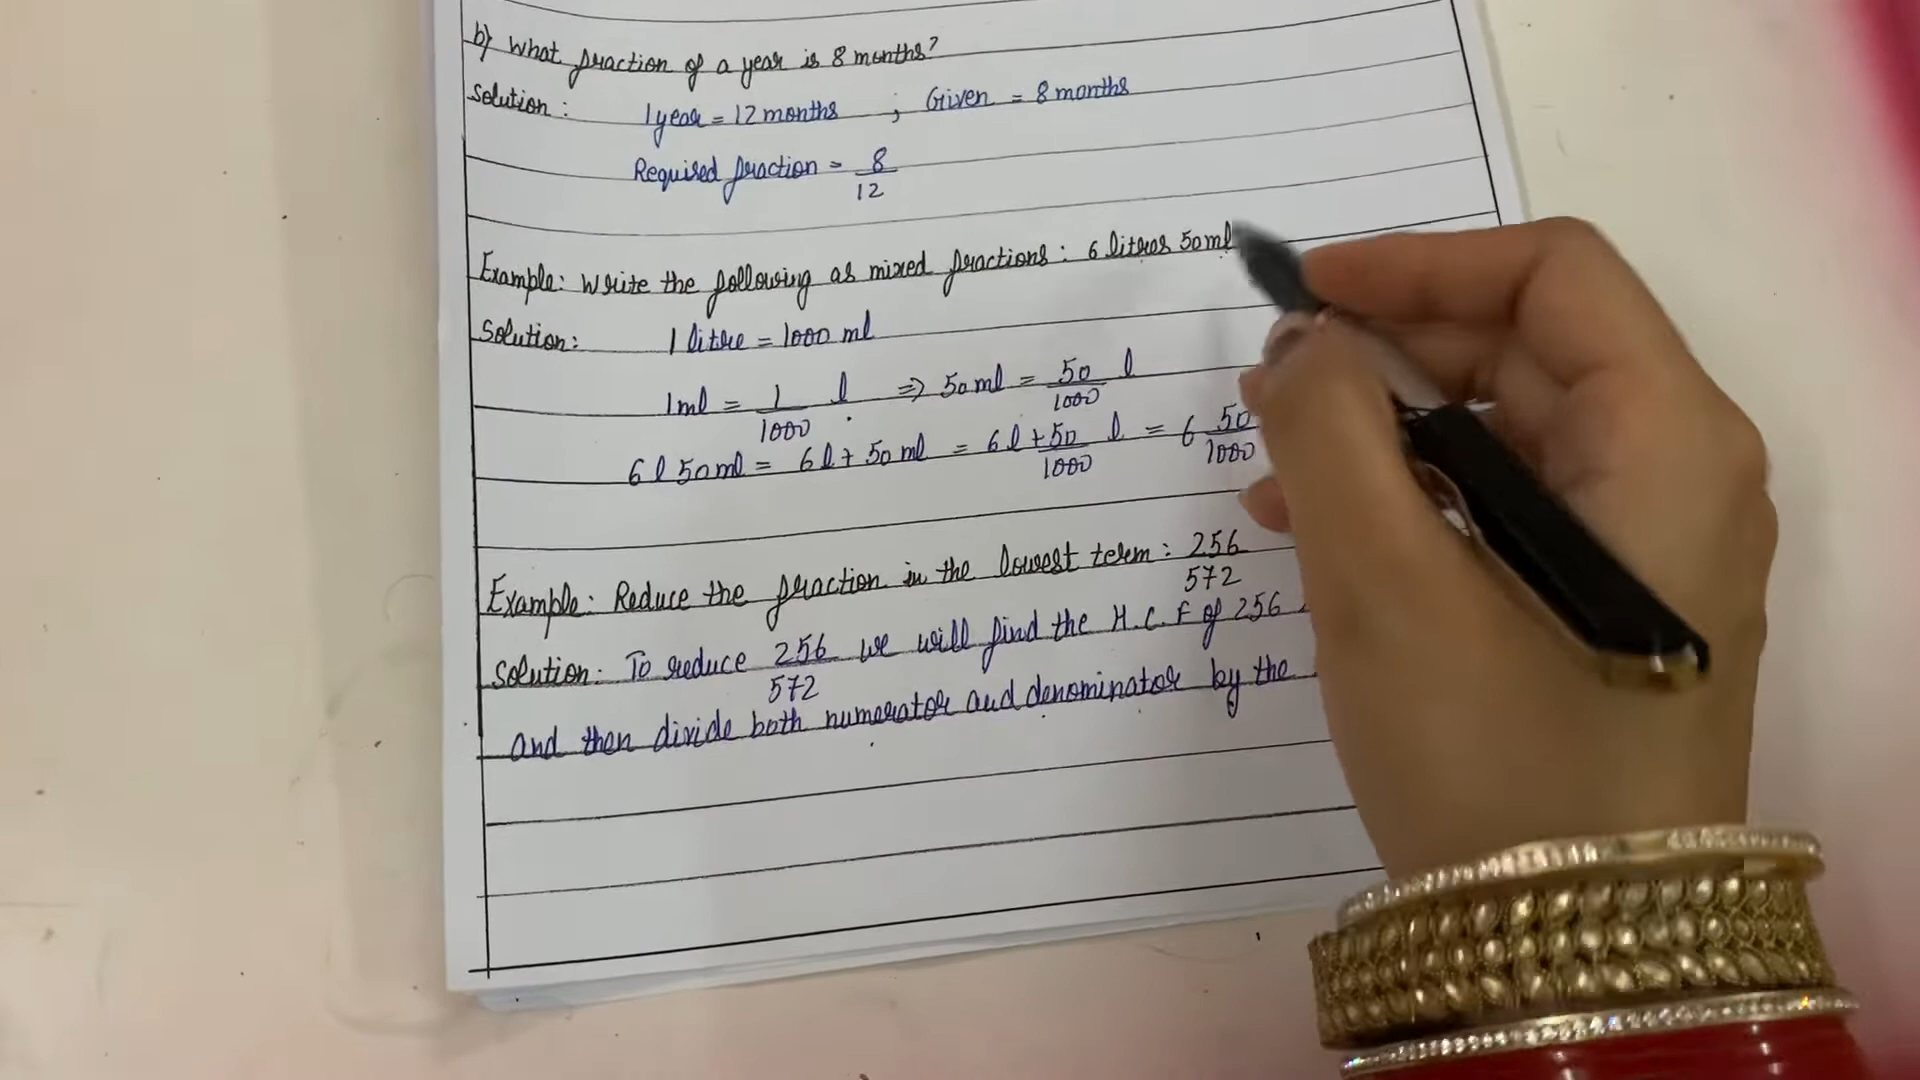 b) What fraction of a year is 8 months?
Solution: 1 year = 12 months ; Given = 8 months
Required fraction = 8/12
Example: Write the following as mixed fractions: 6 litres 50ml
Solution: 1 litre = 1000 ml
1ml = 1/1000 l ⇒ 50ml = 50/1000 l
6 l 50ml = 6 l + 50 ml = 6 l + 50/1000 l = 6 50/1000
Example: Reduce the fraction in the lowest term: 256/572
Solution: To reduce 256/572 we will find the H.C.F of 256
and then divide both numerator and denominator by the